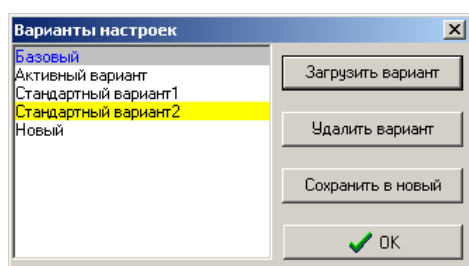 Варианты настроек
Базовый
Активный вариант
Стандартный вариант1
Стандартный вариант2
Новый
Загрузить вариант
Удалить вариант
Сохранить в новый
OK